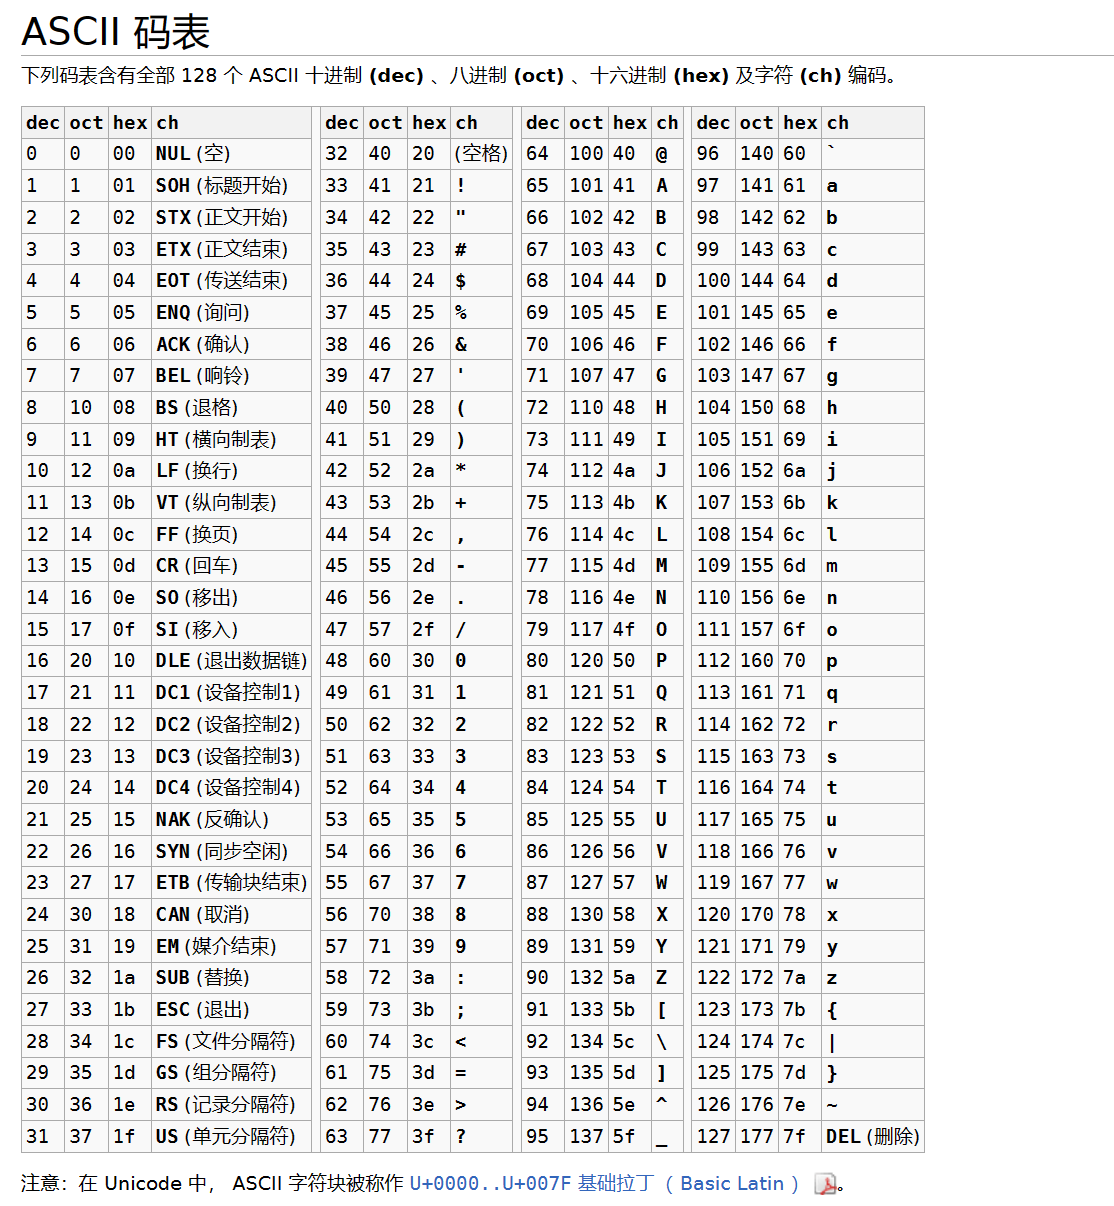 ASCII 码表
下列码表含有全部 128 个 ASCII 十进制 (dec) 、八进制 (oct) 、十六进制 (hex) 及字符 (ch) 编码。
dec oct hex ch dec oct hex ch dec oct hex ch dec oct hex ch
0 0 00 NUL (空) 32 40 20 (空格) 64 100 40 @ 96 140 60 `
1 1 01 SOH (标题开始) 33 41 21 ! 65 101 41 A 97 141 61 a
2 2 02 STX (正文开始) 34 42 22 " 66 102 42 B 98 142 62 b
3 3 03 ETX (正文结束) 35 43 23 # 67 103 43 C 99 143 63 c
4 4 04 EOT (传送结束) 36 44 24 $ 68 104 44 D 100 144 64 d
5 5 05 ENQ (询问) 37 45 25 % 69 105 45 E 101 145 65 e
6 6 06 ACK (确认) 38 46 26 & 70 106 46 F 102 146 66 f
7 7 07 BEL (响铃) 39 47 27 ' 71 107 47 G 103 147 67 g
8 10 08 BS (退格) 40 50 28 ( 72 110 48 H 104 150 68 h
9 11 09 HT (横向制表) 41 51 29 ) 73 111 49 I 105 151 69 i
10 12 0a LF (换行) 42 52 2a * 74 112 4a J 106 152 6a j
11 13 0b VT (纵向制表) 43 53 2b + 75 113 4b K 107 153 6b k
12 14 0c FF (换页) 44 54 2c , 76 114 4c L 108 154 6c l
13 15 0d CR (回车) 45 55 2d - 77 115 4d M 109 155 6d m
14 16 0e SO (移出) 46 56 2e . 78 116 4e N 110 156 6e n
15 17 0f SI (移入) 47 57 2f / 79 117 4f O 111 157 6f o
16 20 10 DLE (退出数据链) 48 60 30 0 80 120 50 P 112 160 70 p
17 21 11 DC1 (设备控制1) 49 61 31 1 81 121 51 Q 113 161 71 q
18 22 12 DC2 (设备控制2) 50 62 32 2 82 122 52 R 114 162 72 r
19 23 13 DC3 (设备控制3) 51 63 33 3 83 123 53 S 115 163 73 s
20 24 14 DC4 (设备控制4) 52 64 34 4 84 124 54 T 116 164 74 t
21 25 15 NAK (反确认) 53 65 35 5 85 125 55 U 117 165 75 u
22 26 16 SYN (同步空闲) 54 66 36 6 86 126 56 V 118 166 76 v
23 27 17 ETB (传输块结束) 55 67 37 7 87 127 57 W 119 167 77 w
24 30 18 CAN (取消) 56 70 38 8 88 130 58 X 120 170 78 x
25 31 19 EM (媒介结束) 57 71 39 9 89 131 59 Y 121 171 79 y
26 32 1a SUB (替换) 58 72 3a : 90 132 5a Z 122 172 7a z
27 33 1b ESC (退出) 59 73 3b ; 91 133 5b [ 123 173 7b {
28 34 1c FS (文件分隔符) 60 74 3c < 92 134 5c \ 124 174 7c |
29 35 1d GS (组分隔符) 61 75 3d = 93 135 5d ] 125 175 7d }
30 36 1e RS (记录分隔符) 62 76 3e > 94 136 5e ^ 126 176 7e ~
31 37 1f US (单元分隔符) 63 77 3f ? 95 137 5f _ 127 177 7f DEL (删除)
注意：在 Unicode 中， ASCII 字符块被称作 U+0000..U+007F 基础拉丁（ Basic Latin ） 。